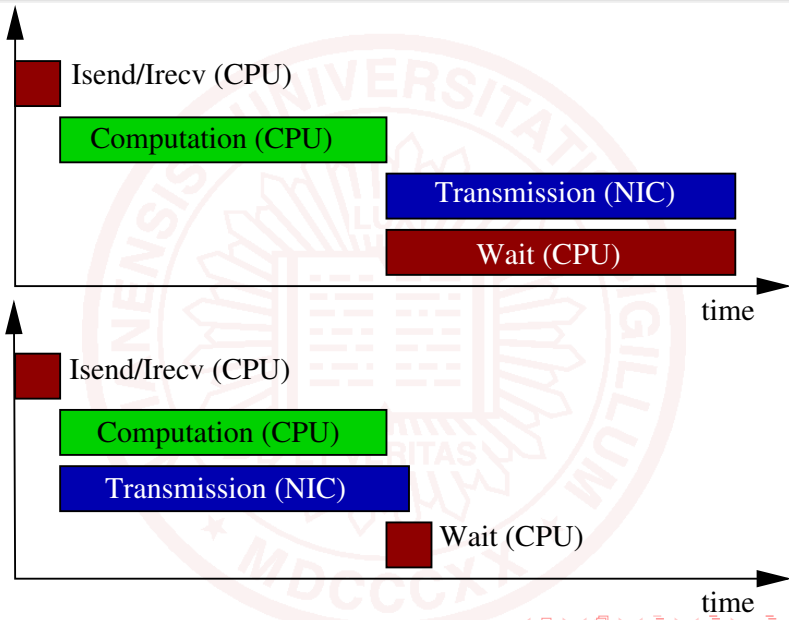 Isend/Irecv (CPU)
Computation (CPU)
Transmission (NIC)
Wait (CPU)
time
Isend/Irecv (CPU)
Computation (CPU)
Transmission (NIC)
Wait (CPU)
time
MDCCCXX